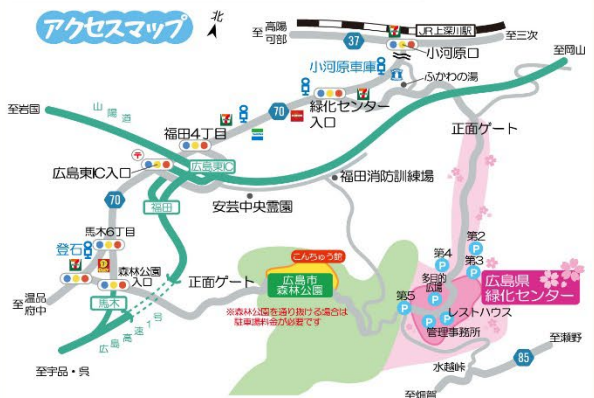 アクセスマップ
北
至高陽
可部
37
JR上深川駅
至三次
小河原口
至岡山
小河原車庫
ふかわの湯
至岩国
山陽道
70
緑化センター
入口
正面ゲート
福田4丁目
広島東IC入口
広島東IC
福田消防訓練場
福田
安芸中央霊園
70
馬木6丁目
登石
森林公園
入口
正面ゲート
こんちゅう館
広島市
森林公園
第2
P
第4
P
第3
P
広島県
緑化センター
多目的
広場
P
第5
P
レストハウス
P
P
管理事務所
至温品
府中
馬木
※森林公園を通り抜ける場合は
駐車場料金が必要です
広島高速1号
水越峠
至瀬野
85
至宇品・呉
至畑賀